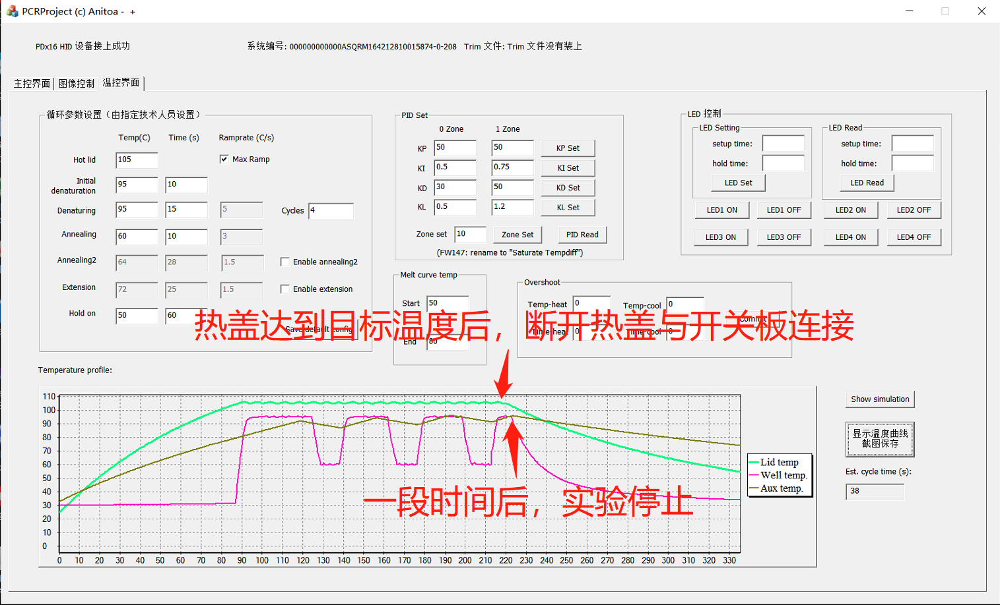 PCRProject (c) Anitoa - +
PDx16 HID 设备接上成功
系统编号: 000000000000ASQRM164212810015874-0-208 Trim 文件: Trim 文件没有装上
主控界面 图像控制 温控界面
循环参数设置（由指定技术人员设置）
Temp(C) Time (s) Ramprate (C/s)
Hot lid 105 Max Ramp
Initial denaturation 95 10
Denaturing 95 15 5 Cycles 4
Annealing 60 10 3
Annealing2 64 28 1.5 Enable annealing2
Extension 72 25 1.5 Enable extension
Hold on 50 60
Save default config
PID Set
0 Zone 1 Zone
KP 50 50 KP Set
KI 0.5 0.75 KI Set
KD 30 50 KD Set
KL 0.5 1.2 KL Set
Zone set 10 Zone Set PID Read
(FW147: rename to "Saturate Tempdiff")
LED 控制
LED Setting
setup time:
hold time:
LED Set
LED Read
setup time:
hold time:
LED Read
LED1 ON LED1 OFF LED2 ON LED2 OFF
LED3 ON LED3 OFF LED4 ON LED4 OFF
Melt curve temp
Start 50
End 80
Overshoot
Temp-heat 0 Temp-cool 0
Time-heat 0 Time-cool 0
Commit
热盖达到目标温度后，断开热盖与开关板连接
Temperature profile:
110
100
90
80
70
60
50
40
30
20
10
0
0 10 20 30 40 50 60 70 80 90 100 110 120 130 140 150 160 170 180 190 200 210 220 230 240 250 260 270 280 290 300 310 320 330
一段时间后，实验停止
Lid temp
Well temp.
Aux temp.
Show simulation
显示温度曲线
截图保存
Est. cycle time (s):
38